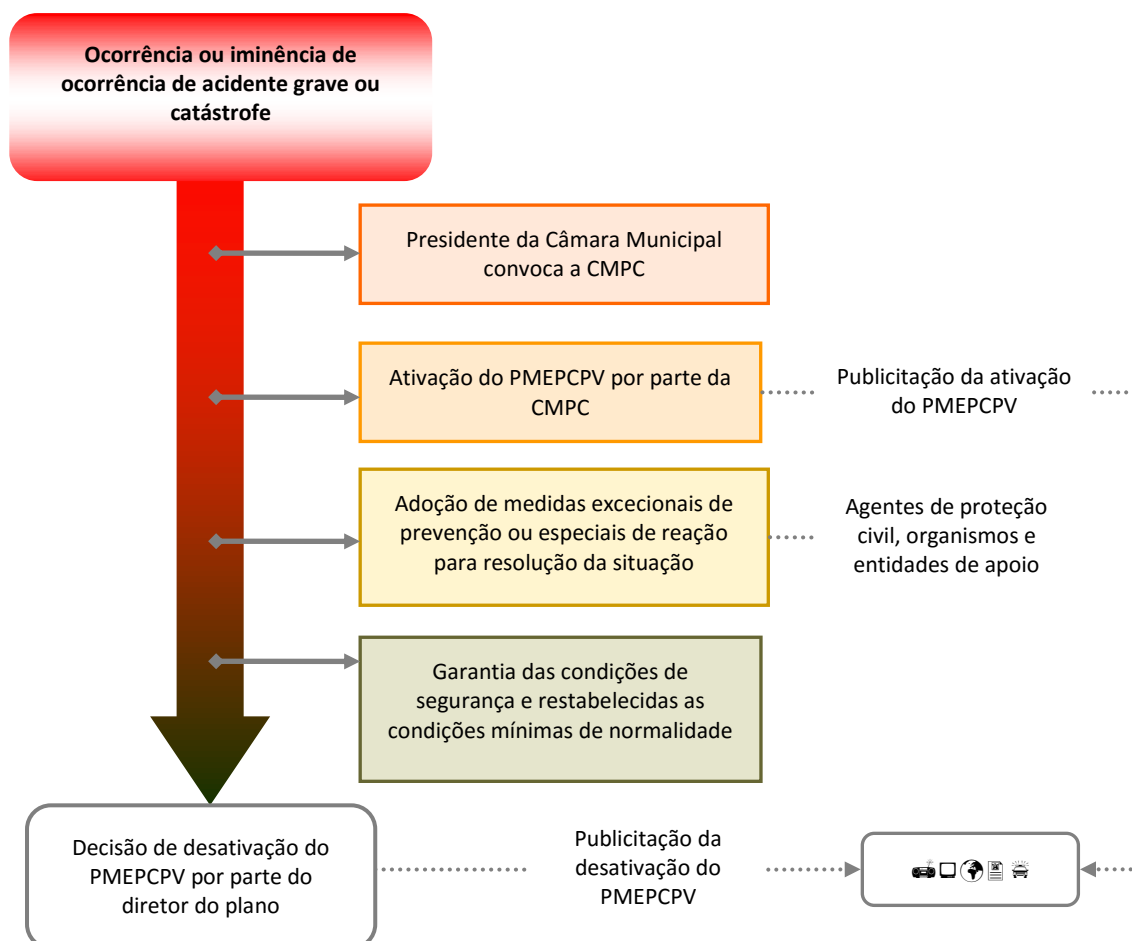 Ocorrência ou iminência de
ocorrência de acidente grave ou
catástrofe
Presidente da Câmara Municipal
convoca a CMPC
Ativação do PMEPCPV por parte da
CMPC
Publicitação da ativação
do PMEPCPV
Adoção de medidas excecionais de
prevenção ou especiais de reação
para resolução da situação
Agentes de proteção
civil, organismos e
entidades de apoio
Garantia das condições de
segurança e restabelecidas as
condições mínimas de normalidade
Decisão de desativação do
PMEPCPV por parte do
diretor do plano
Publicitação da
desativação do
PMEPCPV